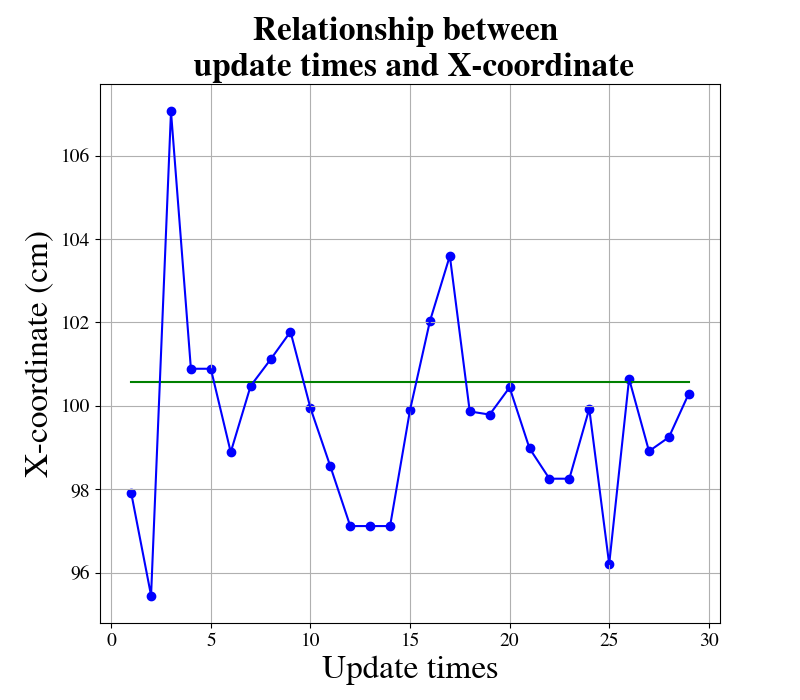 Relationship between
update times and X-coordinate
X-coordinate (cm)
106
104
102
100
98
96
0 5 10 15 20 25 30
Update times